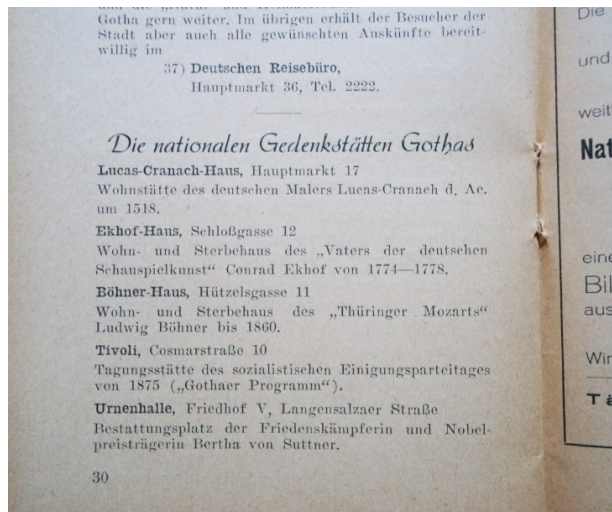 Gotha gern weiter. Im übrigen erhält der Besucher der
Stadt aber auch alle gewünschten Auskünfte bereit-
willig im
37) Deutschen Reisebüro,
Hauptmarkt 36, Tel. 2222.
Die nationalen Gedenkstätten Gothas
Lucas-Cranach-Haus, Hauptmarkt 17
Wohnstätte des deutschen Malers Lucas-Cranach d. Ae.
um 1518.
Ekhof-Haus, Schloßgasse 12
Wohn- und Sterbehaus des „Vaters der deutschen
Schauspielkunst“ Conrad Ekhof von 1774—1778.
Böhner-Haus, Hützelsgasse 11
Wohn- und Sterbehaus des „Thüringer Mozarts“
Ludwig Böhner bis 1860.
Tivoli, Cosmarstraße 10
Tagungsstätte des sozialistischen Einigungsparteitages
von 1875 („Gothaer Programm“).
Urnenhalle, Friedhof V, Langensalzaer Straße
Bestattungsplatz der Friedenskämpferin und Nobel-
preisträgerin Bertha von Suttner.
30
Die
und
weit
Nat
eine
Bil
aus
Wir